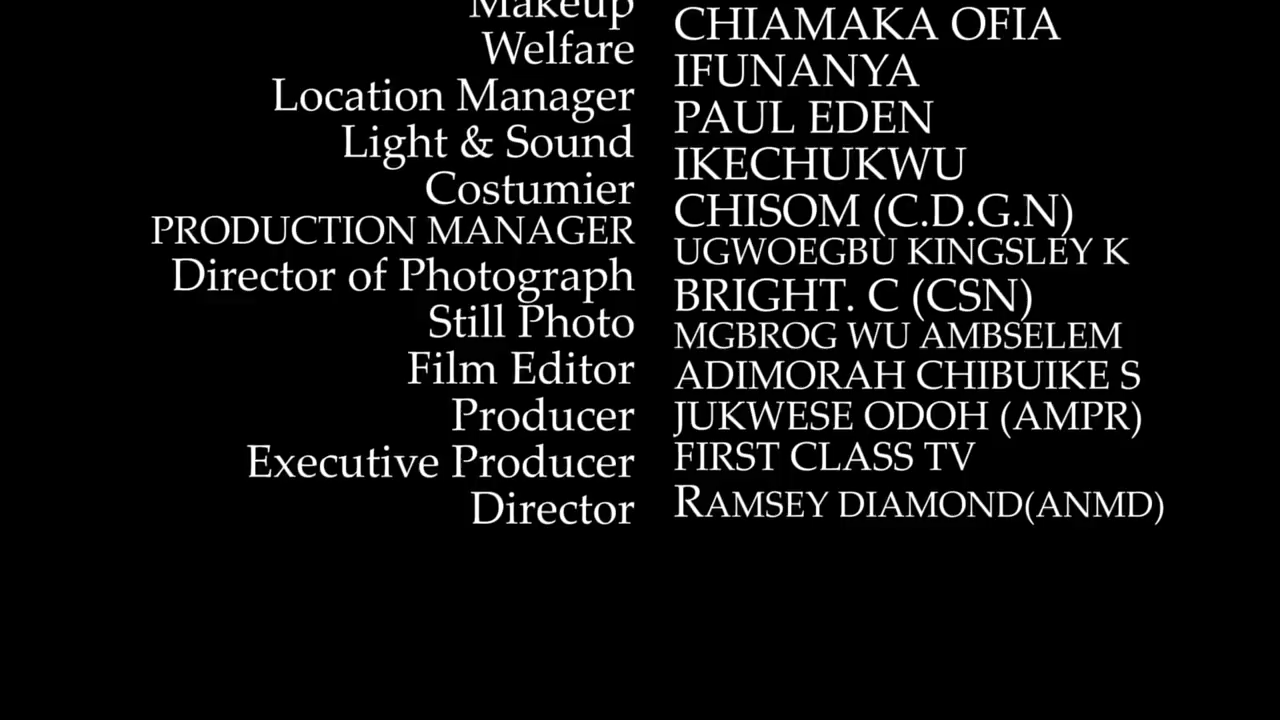 Makeup CHIAMAKA OFIA
Welfare IFUNANYA
Location Manager PAUL EDEN
Light & Sound IKECHUKWU
Costumier CHISOM (C.D.G.N)
PRODUCTION MANAGER UGWOEGBU KINGSLEY K
Director of Photograph BRIGHT. C (CSN)
Still Photo MGBROG WU AMBSELEM
Film Editor ADIMORAH CHIBUIKE S
Producer JUKWESE ODOH (AMPR)
Executive Producer FIRST CLASS TV
Director RAMSEY DIAMOND(ANMD)